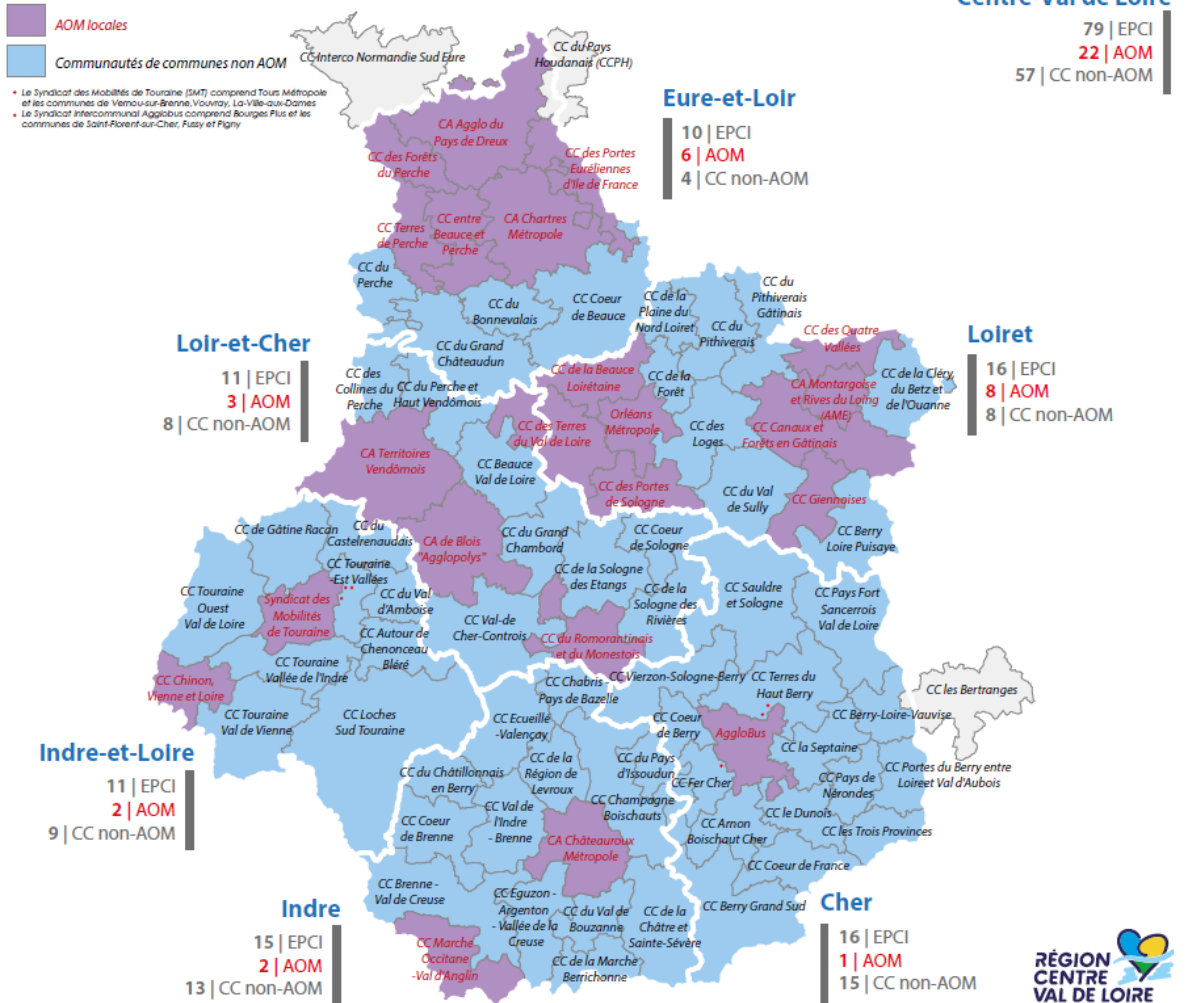 Centre-Val de Loire
79 | EPCI
22 | AOM
57 | CC non-AOM
AOM locales
Communautés de communes non AOM
• Le Syndicat des Mobilités de Touraine (SMT) comprend Tours Métropole
et les communes de Vernou-sur-Brenne,Vouvray, La-Ville-aux-Dames
• Le Syndicat Intercommunal Agglobus comprend Bourges Plus et les
communes de Saint-Florent-sur-Cher, Fussy et Pigny
CC Interco Normandie Sud Eure
CC du Pays
Houdanais (CCPH)
Eure-et-Loir
10 | EPCI
6 | AOM
4 | CC non-AOM
CA Agglo du
Pays de Dreux
CC des Forêts
du Perche
CC des Portes
Euréliennes
d'Ile de France
CC Terres
de Perche
CC entre
Beauce et
Perche
CA Chartres
Métropole
CC du
Perche
CC du
Bonnevalais
CC Coeur
de Beauce
CC du Grand
Châteaudun
Loir-et-Cher
11 | EPCI
3 | AOM
8 | CC non-AOM
CC des
Collines du
Perche
CC du Perche et
Haut Vendômois
CA Territoires
Vendômois
CC Beauce
Val de Loire
CA de Blois
"Agglopolys"
CC du Grand
Chambord
CC Coeur
de Sologne
CC de la Sologne
des Etangs
CC de la
Sologne des
Rivières
CC Val-de
Cher-Controis
CC du Romorantinais
et du Monestois
Loiret
16 | EPCI
8 | AOM
8 | CC non-AOM
CC de la
Plaine du
Nord Loiret
CC du
Pithiverais
CC du
Pithiverais
Gâtinais
CC des Quatre
Vallées
CC de la Beauce
Loirétaine
CC de la
Forêt
CA Montargoise
et Rives du Loing
(AME)
CC de la Cléry,
du Betz et
de l'Ouanne
CC des Terres
du Val de Loire
Orléans
Métropole
CC des
Loges
CC Canaux et
Forêts en Gâtinais
CC des Portes
de Sologne
CC du Val
de Sully
CC Giennoises
CC Berry
Loire Puisaye
CC de Gâtine Racan
CC du
Castelrenaudais
CC Touraine
-Est Vallées
CC Touraine
Ouest
Val de Loire
Syndicat des
Mobilités
de Touraine
CC du Val
d'Amboise
CC Autour de
Chenonceau
Bléré
CC Touraine
Vallée de l'Indre
CC Chinon,
Vienne et Loire
CC Touraine
Val de Vienne
CC Loches
Sud Touraine
Indre-et-Loire
11 | EPCI
2 | AOM
9 | CC non-AOM
CC Sauldre
et Sologne
CC Pays Fort
Sancerrois
Val de Loire
CC Vierzon-Sologne-Berry
CC Terres du
Haut Berry
CC les Bertranges
CC Coeur
de Berry
AggloBus
CC Berry-Loire-Vauvise
CC la Septaine
CC Portes du Berry entre
Loireet Val d'Aubois
CC Fer Cher
CC Pays de
Nérondes
CC le Dunois
CC Arnon
Boischaut Cher
CC les Trois Provinces
CC Coeur de France
CC Berry Grand Sud
Cher
16 | EPCI
1 | AOM
15 | CC non-AOM
CC Chabris -
Pays de Bazelle
CC Ecueillé
-Valençay
CC de la
Région de
Levroux
CC du Pays
d'Issoudun
CC du Châtillonnais
en Berry
CC Champagne
Boischauts
CC Coeur
de Brenne
CC Val de
l'Indre
- Brenne
CA Châteauroux
Métropole
CC Brenne -
Val de Creuse
CC Eguzon -
Argenton
- Vallée de la
Creuse
CC du Val de
Bouzanne
CC de la
Châtre et
Sainte-Sévère
CC Marche
Occitane
-Val d'Anglin
CC de la Marche
Berrichonne
Indre
15 | EPCI
2 | AOM
13 | CC non-AOM
RÉGION
CENTRE
VAL DE LOIRE